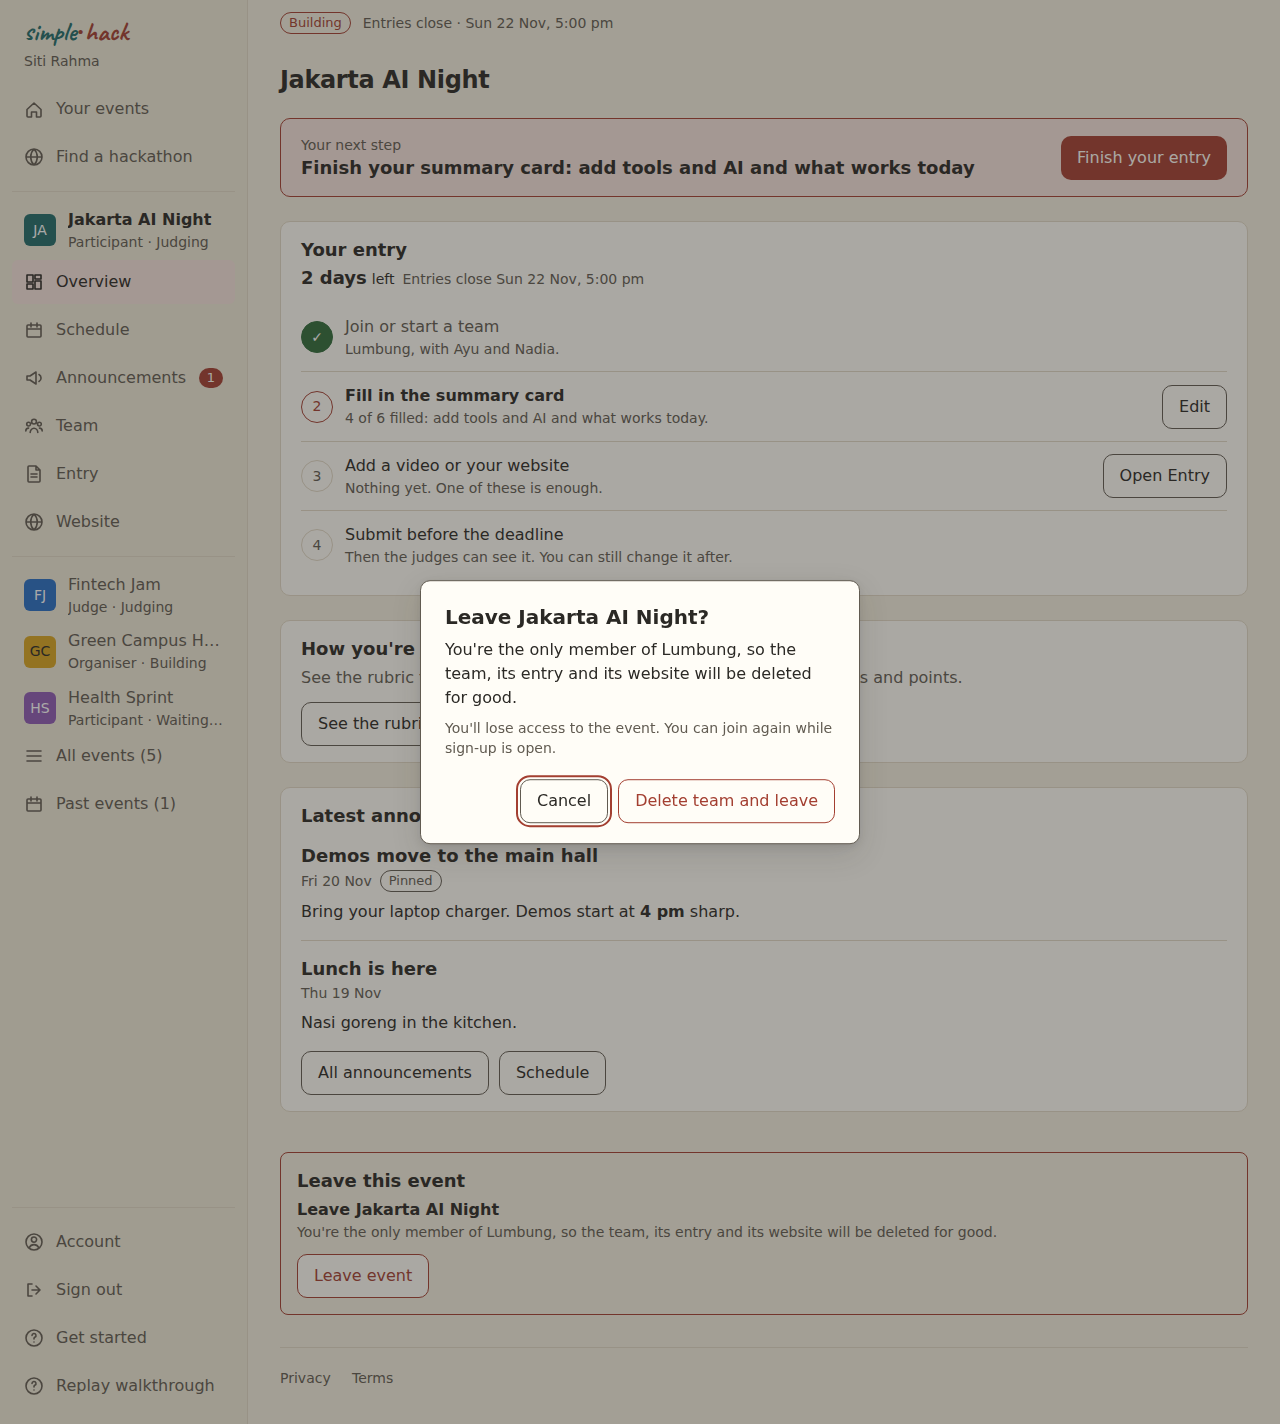 simple·hack
Siti Rahma
Your events
Find a hackathon
JA
Jakarta AI Night
Participant · Judging
Overview
Schedule
Announcements 1
Team
Entry
Website
FJ
Fintech Jam
Judge · Judging
GC
Green Campus H…
Organiser · Building
HS
Health Sprint
Participant · Waiting…
All events (5)
Past events (1)
Account
Sign out
Get started
Replay walkthrough
Building Entries close · Sun 22 Nov, 5:00 pm
Jakarta AI Night
Your next step
Finish your summary card: add tools and AI and what works today
Finish your entry
Your entry
2 days left Entries close Sun 22 Nov, 5:00 pm
✓
Join or start a team
Lumbung, with Ayu and Nadia.
2
Fill in the summary card
4 of 6 filled: add tools and AI and what works today.
Edit
3
Add a video or your website
Nothing yet. One of these is enough.
Open Entry
4
Submit before the deadline
Then the judges can see it. You can still change it after.
How you're
See the rubric
s and points.
See the rubri
Leave Jakarta AI Night?
You're the only member of Lumbung, so the
team, its entry and its website will be deleted
for good.
You'll lose access to the event. You can join again while
sign-up is open.
Cancel
Delete team and leave
Latest anno
Demos move to the main hall
Fri 20 Nov Pinned
Bring your laptop charger. Demos start at 4 pm sharp.
Lunch is here
Thu 19 Nov
Nasi goreng in the kitchen.
All announcements
Schedule
Leave this event
Leave Jakarta AI Night
You're the only member of Lumbung, so the team, its entry and its website will be deleted for good.
Leave event
Privacy Terms